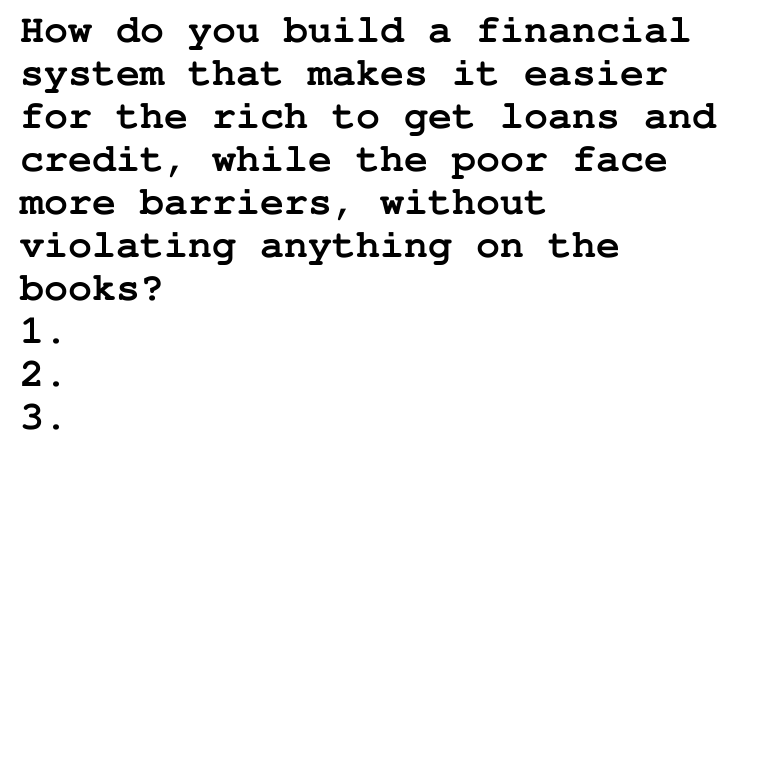 How do you build a financial
system that makes it easier
for the rich to get loans and
credit, while the poor face
more barriers, without
violating anything on the
books?
1.
2.
3.